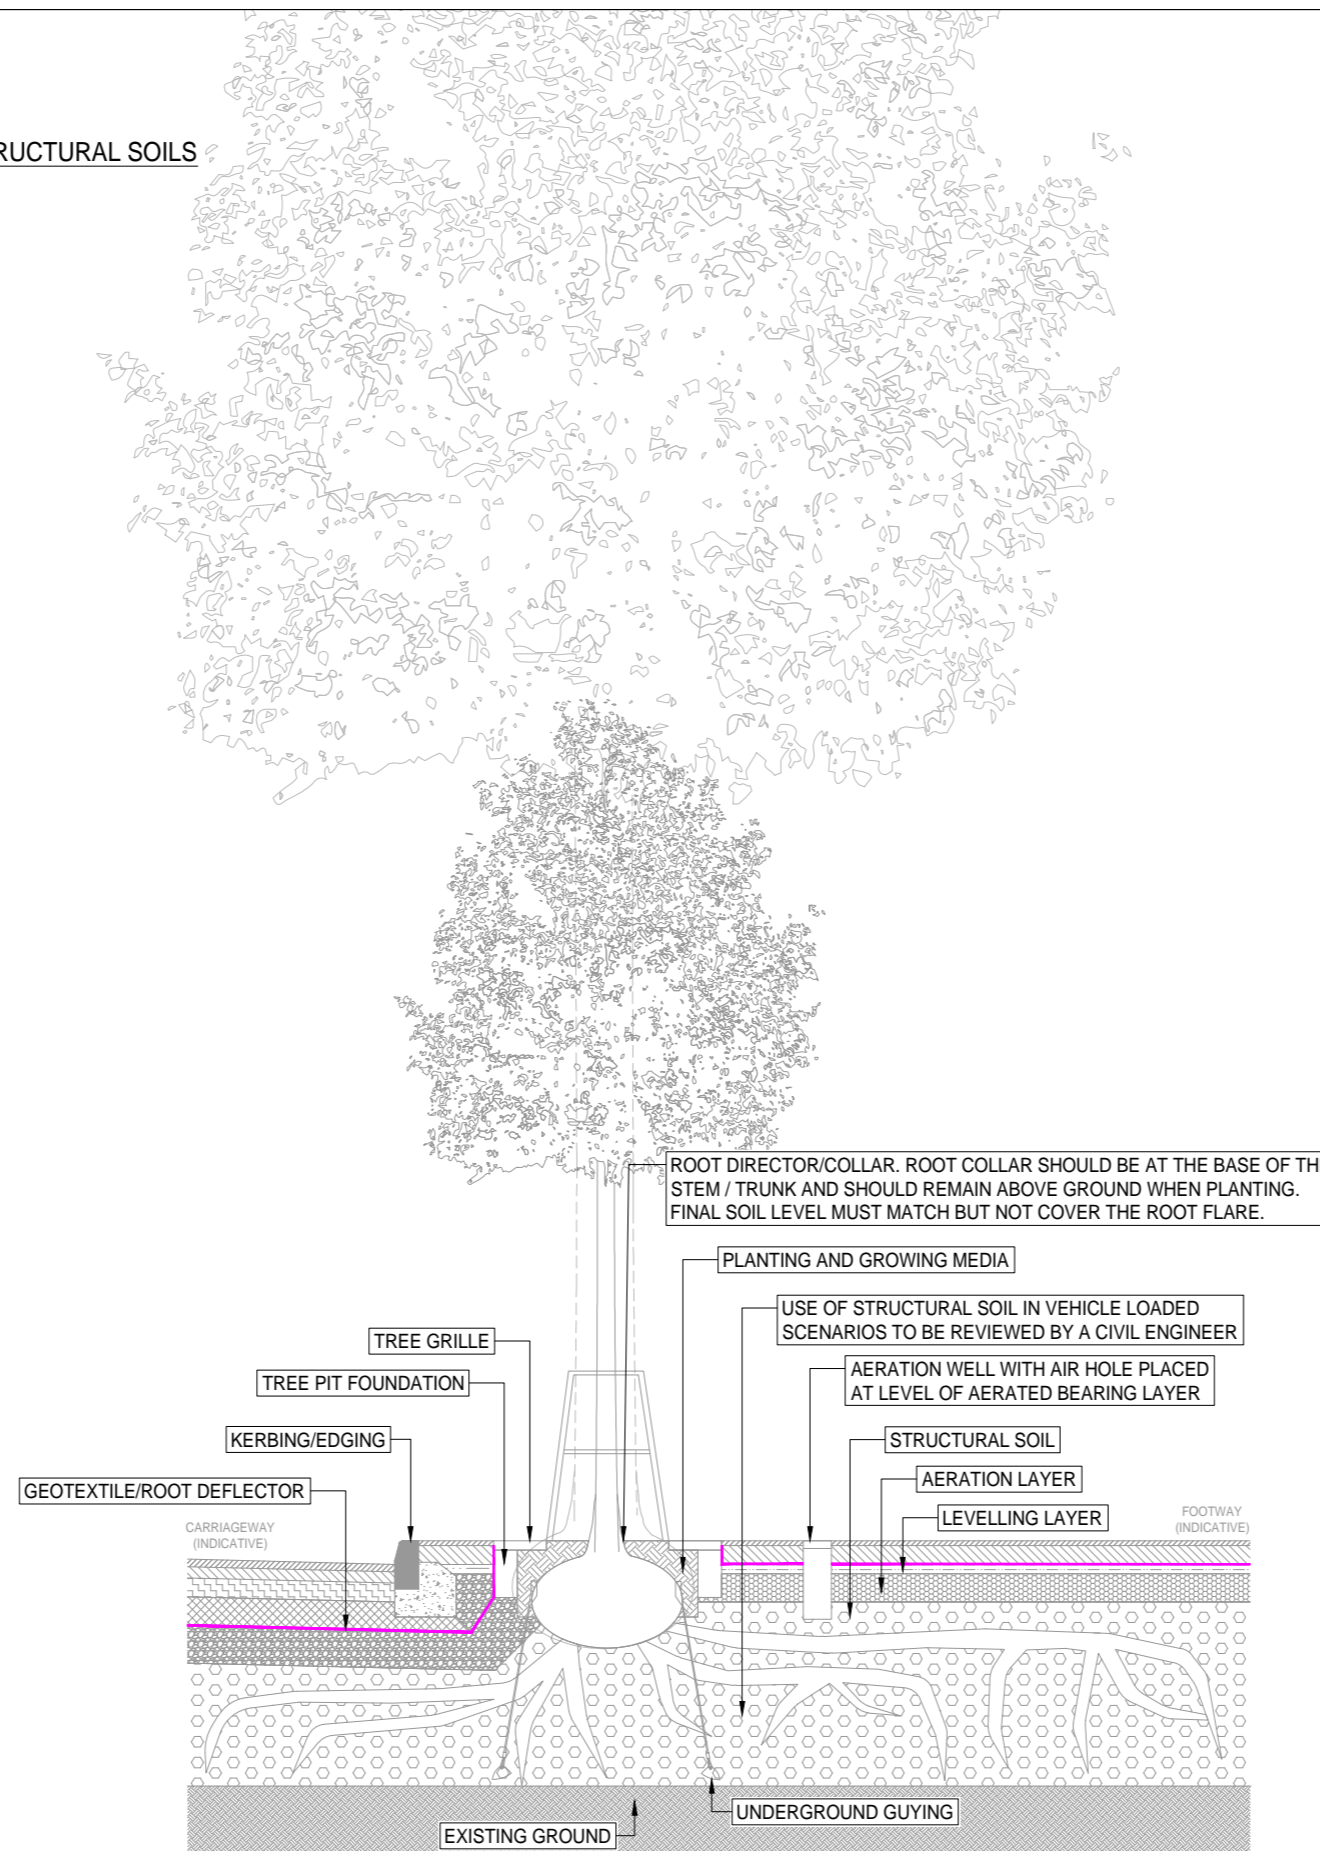 RUCTURAL SOILS
ROOT DIRECTOR/COLLAR. ROOT COLLAR SHOULD BE AT THE BASE OF TH
STEM / TRUNK AND SHOULD REMAIN ABOVE GROUND WHEN PLANTING.
FINAL SOIL LEVEL MUST MATCH BUT NOT COVER THE ROOT FLARE.
PLANTING AND GROWING MEDIA
USE OF STRUCTURAL SOIL IN VEHICLE LOADED
SCENARIOS TO BE REVIEWED BY A CIVIL ENGINEER
TREE GRILLE
AERATION WELL WITH AIR HOLE PLACED
AT LEVEL OF AERATED BEARING LAYER
TREE PIT FOUNDATION
KERBING/EDGING
STRUCTURAL SOIL
AERATION LAYER
GEOTEXTILE/ROOT DEFLECTOR
LEVELLING LAYER
CARRIAGEWAY
(INDICATIVE)
FOOTWAY
(INDICATIVE)
UNDERGROUND GUYING
EXISTING GROUND